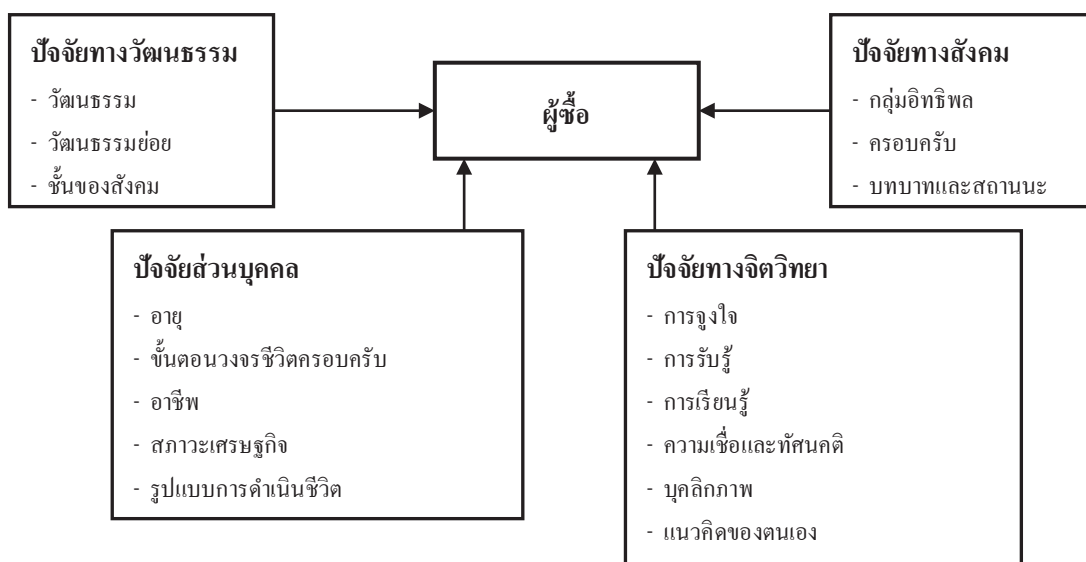 ปัจจัยทางวัฒนธรรม
- วัฒนธรรม
- วัฒนธรรมย่อย
- ชั้นของสังคม
ผู้ซื้อ
ปัจจัยทางสังคม
- กลุ่มอิทธิพล
- ครอบครับ
- บทบาทและสถานนะ
ปัจจัยส่วนบุคคล
- อายุ
- ขั้นตอนวงจรชีวิตครอบครับ
- อาชีพ
- สภาวะเศรษฐกิจ
- รูปแบบการดำเนินชีวิต
ปัจจัยทางจิตวิทยา
- การจูงใจ
- การรับรู้
- การเรียนรู้
- ความเชื่อและทัศนคติ
- บุคลิกภาพ
- แนวคิดของตนเอง